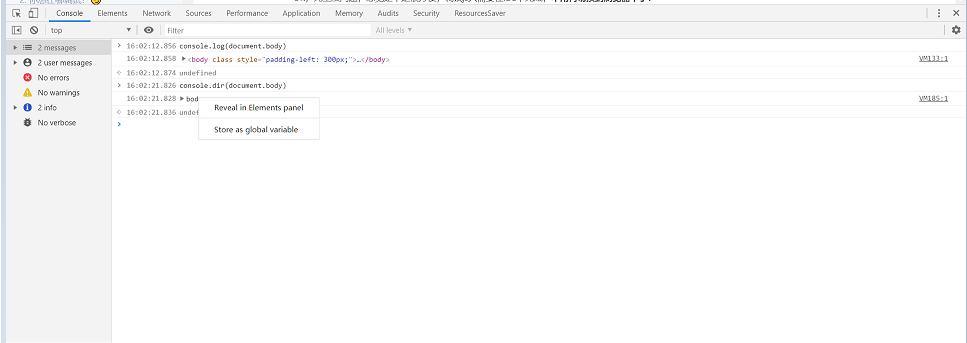 Console Elements Network Sources Performance Application Memory Audits Security ResourcesSaver
top Filter All levels
2 messages
2 user messages
No errors
No warnings
2 info
No verbose
16:02:12.856 console.log(document.body)
16:02:12.858 <body class style="padding-left: 300px;">…</body> VM133:1
16:02:12.874 undefined
16:02:21.826 console.dir(document.body)
16:02:21.828 bod VM185:1
Reveal in Elements panel
16:02:21.836 undef
Store as global variable